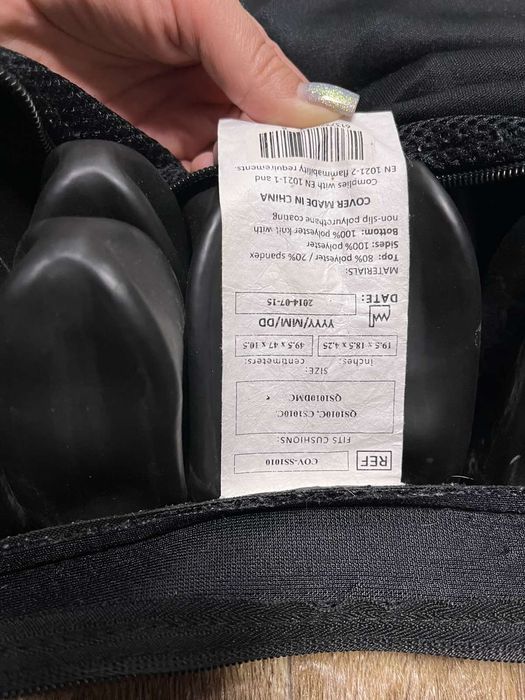 REF COV-SS1010
FITS CUSHIONS:
QS1010C, CS1010C,
QS1010DMC
SIZE:
inches: centimeters:
19.5 x 18.5 x 4.25 49.5 x 47 x 10.5
YYYY/MM/DD
DATE: 2014-07-15
MATERIALS:
Top: 80% polyester / 20% spandex
Sides: 100% polyester
Bottom: 100% polyester knit with
non-slip polyurethane coating
COVER MADE IN CHINA
Complies with EN 1021-1 and
EN 1021-2 flammability requirements.